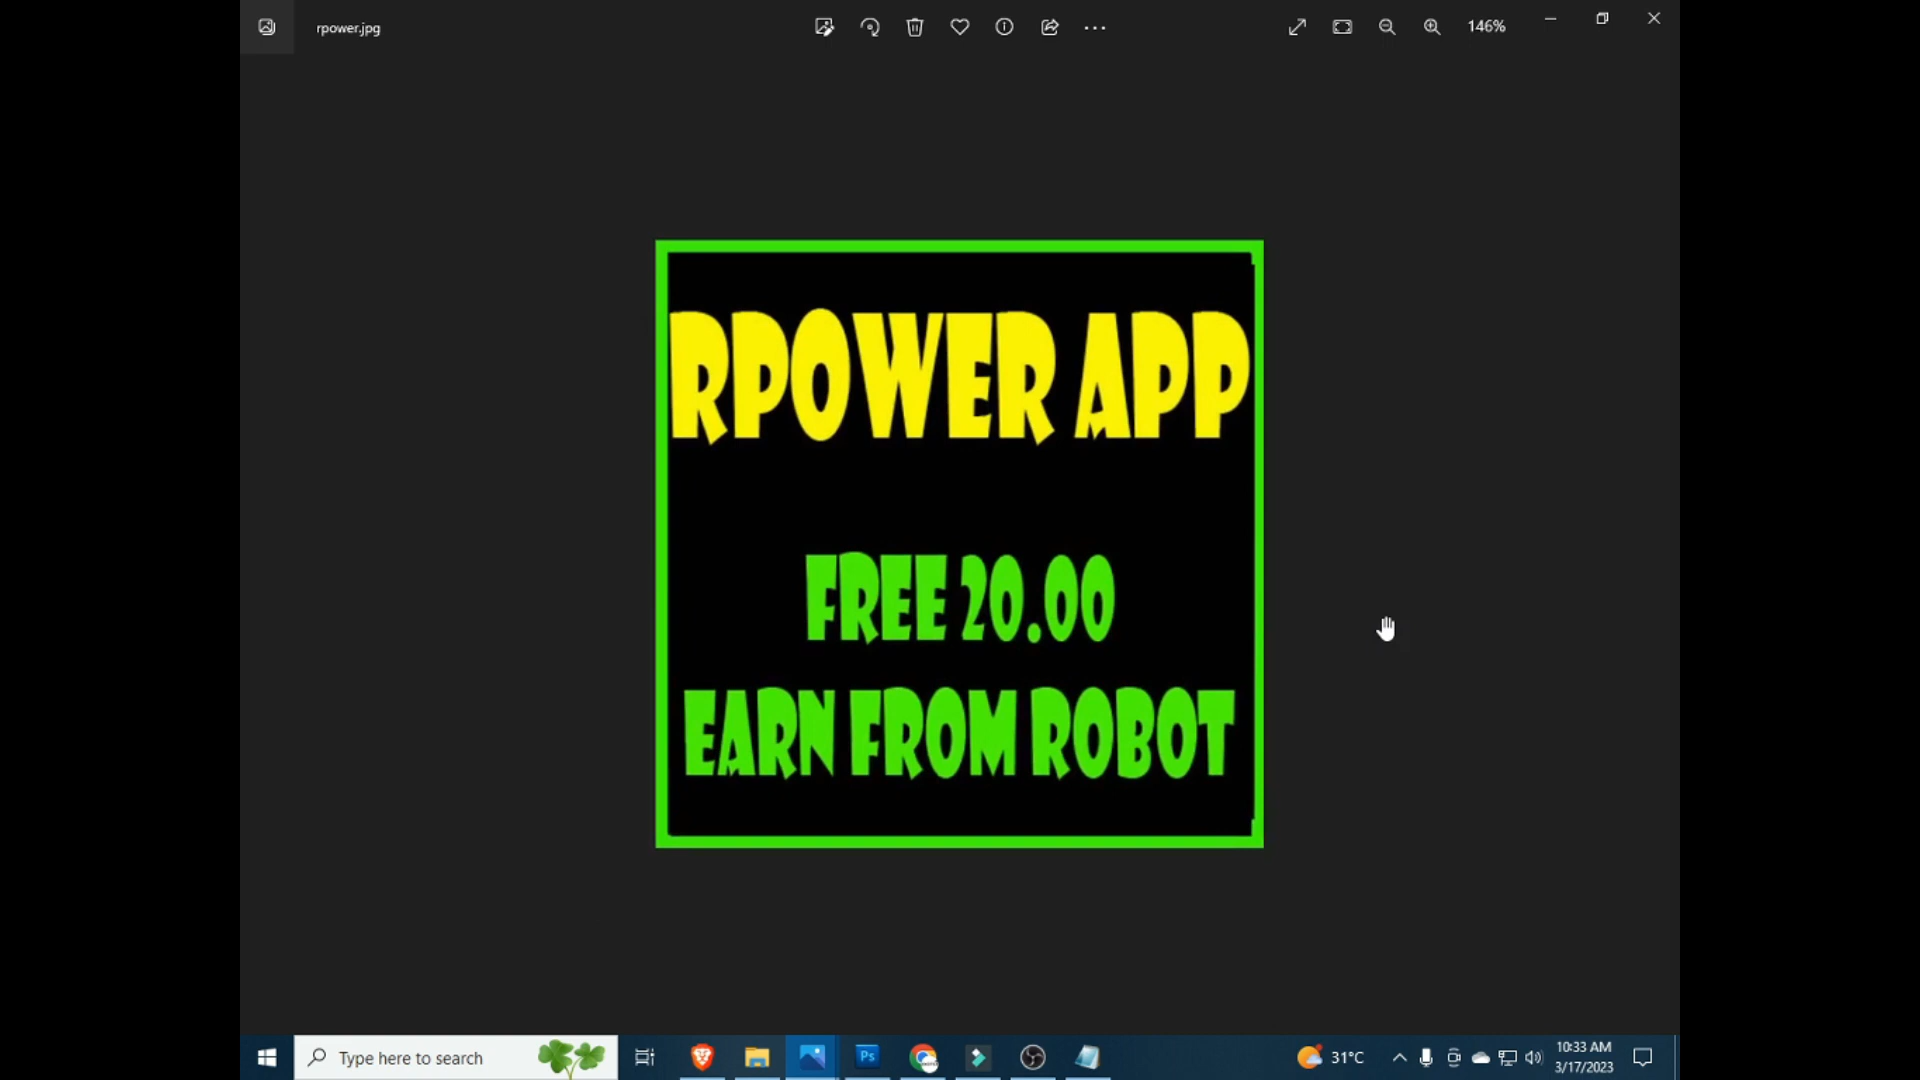 rpower.jpg
146%
RPOWER APP
FREE 20.00
EARN FROM ROBOT
Type here to search
Ps
31°C
10:33 AM
3/17/2023